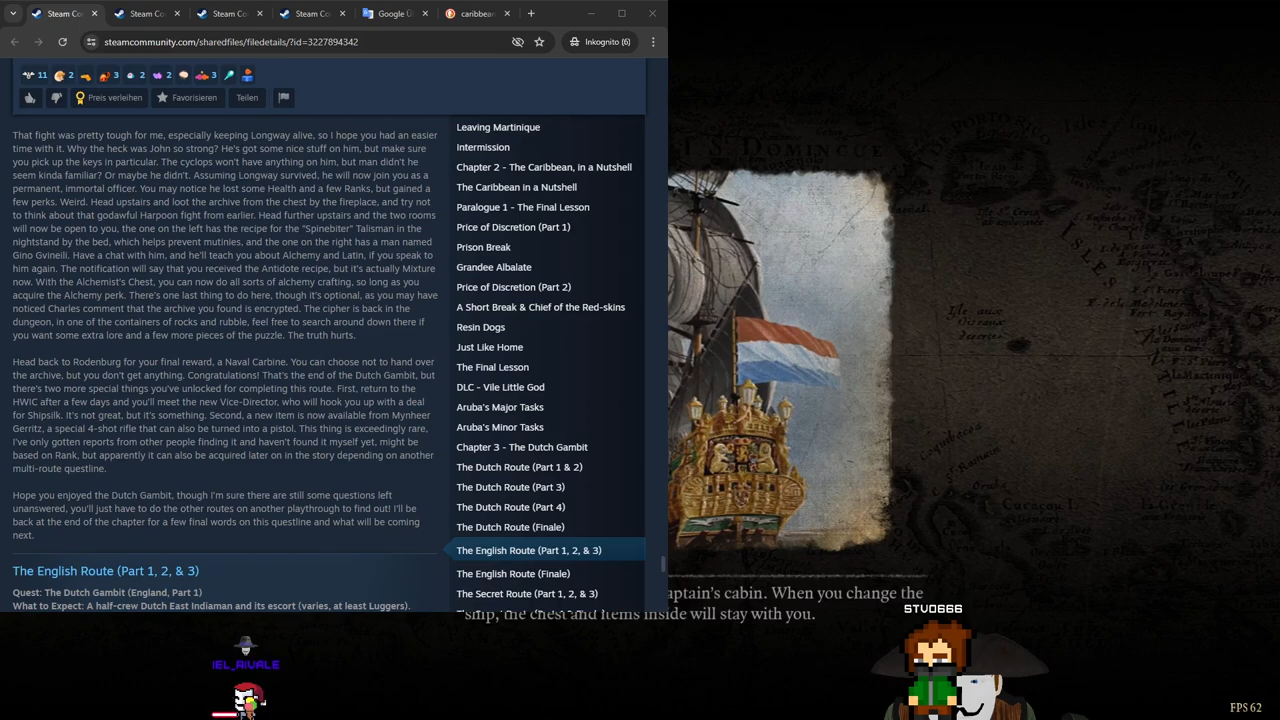 Steam Co
Steam Co
Steam Co
Steam Co
Google Ü
caribbean
steamcommunity.com/sharedfiles/filedetails/?id=3227894342
Inkognito (6)
11
2
3
2
2
3
Preis verleihen
Favorisieren
Teilen
That fight was pretty tough for me, especially keeping Longway alive, so I hope you had an easier
time with it. Why the heck was John so strong? He's got some nice stuff on him, but make sure
you pick up the keys in particular. The cyclops won't have anything on him, but man didn't he
seem kinda familiar? Or maybe he didn't. Assuming Longway survived, he will now join you as a
permanent, immortal officer. You may notice he lost some Health and a few Ranks, but gained a
few perks. Weird. Head upstairs and loot the archive from the chest by the fireplace, and try not
to think about that godawful Harpoon fight from earlier. Head further upstairs and the two rooms
will now be open to you, the one on the left has the recipe for the "Spinebiter" Talisman in the
nightstand by the bed, which helps prevent mutinies, and the one on the right has a man named
Gino Gvineili. Have a chat with him, and he'll teach you about Alchemy and Latin, if you speak to
him again. The notification will say that you received the Antidote recipe, but it's actually Mixture
now. With the Alchemist's Chest, you can now do all sorts of alchemy crafting, so long as you
acquire the Alchemy perk. There's one last thing to do here, though it's optional, as you may have
noticed Charles comment that the archive you found is encrypted. The cipher is back in the
dungeon, in one of the containers of rocks and rubble, feel free to search around down there if
you want some extra lore and a few more pieces of the puzzle. The truth hurts.
Head back to Rodenburg for your final reward, a Naval Carbine. You can choose not to hand over
the archive, but you don't get anything. Congratulations! That's the end of the Dutch Gambit, but
there's two more special things you've unlocked for completing this route. First, return to the
HWIC after a few days and you'll meet the new Vice-Director, who will hook you up with a deal
for Shipsilk. It's not great, but it's something. Second, a new item is now available from Mynheer
Gerritz, a special 4-shot rifle that can also be turned into a pistol. This thing is exceedingly rare,
I've only gotten reports from other people finding it and haven't found it myself yet, might be
based on Rank, but apparently it can also be acquired later on in the story depending on another
multi-route questline.
Hope you enjoyed the Dutch Gambit, though I'm sure there are still some questions left
unanswered, you'll just have to do the other routes on another playthrough to find out! I'll be
back at the end of the chapter for a few final words on this questline and what will be coming
next.
The English Route (Part 1, 2, & 3)
Quest: The Dutch Gambit (England, Part 1)
What to Expect: A half-crew Dutch East Indiaman and its escort (varies, at least Luggers).
Leaving Martinique
Intermission
Chapter 2 - The Caribbean, in a Nutshell
The Caribbean in a Nutshell
Paralogue 1 - The Final Lesson
Price of Discretion (Part 1)
Prison Break
Grandee Albalate
Price of Discretion (Part 2)
A Short Break & Chief of the Red-skins
Resin Dogs
Just Like Home
The Final Lesson
DLC - Vile Little God
Aruba's Major Tasks
Aruba's Minor Tasks
Chapter 3 - The Dutch Gambit
The Dutch Route (Part 1 & 2)
The Dutch Route (Part 3)
The Dutch Route (Part 4)
The Dutch Route (Finale)
The English Route (Part 1, 2, & 3)
The English Route (Finale)
The Secret Route (Part 1, 2, & 3)
aptain's cabin. When you change the
ship, the chest and items inside will stay with you.
STVO666
IEL_RIVALE
FPS 62